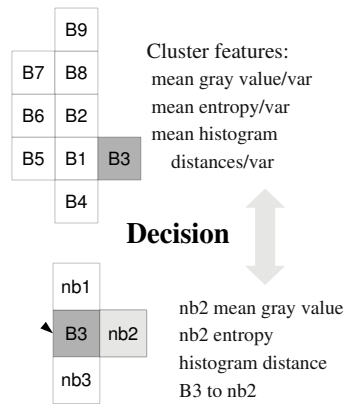 B9
B7 B8
B6 B2
B5 B1 B3
B4
Cluster features:
mean gray value/var
mean entropy/var
mean histogram
distances/var
Decision
nb1
B3 nb2
nb3
nb2 mean gray value
nb2 entropy
histogram distance
B3 to nb2